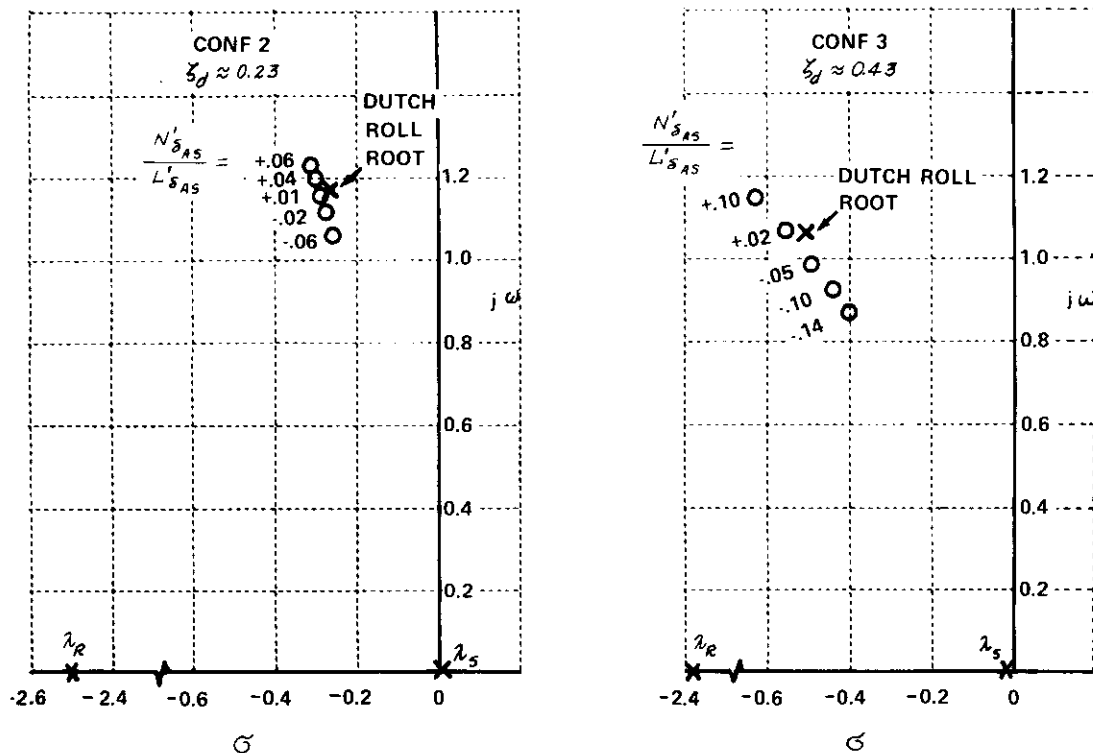 CONF 2
ζd ≈ 0.23
DUTCH
ROLL
ROOT
N'δAS / L'δAS =
+.06
+.04
+.01
-.02
-.06
1.2
1.0
jω
0.8
0.6
0.4
0.2
λR
λS
-2.6
-2.4
-0.6
-0.4
-0.2
0
σ
CONF 3
ζd ≈ 0.43
N'δAS / L'δAS =
DUTCH ROLL
ROOT
+.10
+.02
-.05
-.10
-.14
1.2
1.0
jω
0.8
0.6
0.4
0.2
λR
λS
-2.4
-0.6
-0.4
-0.2
0
σ